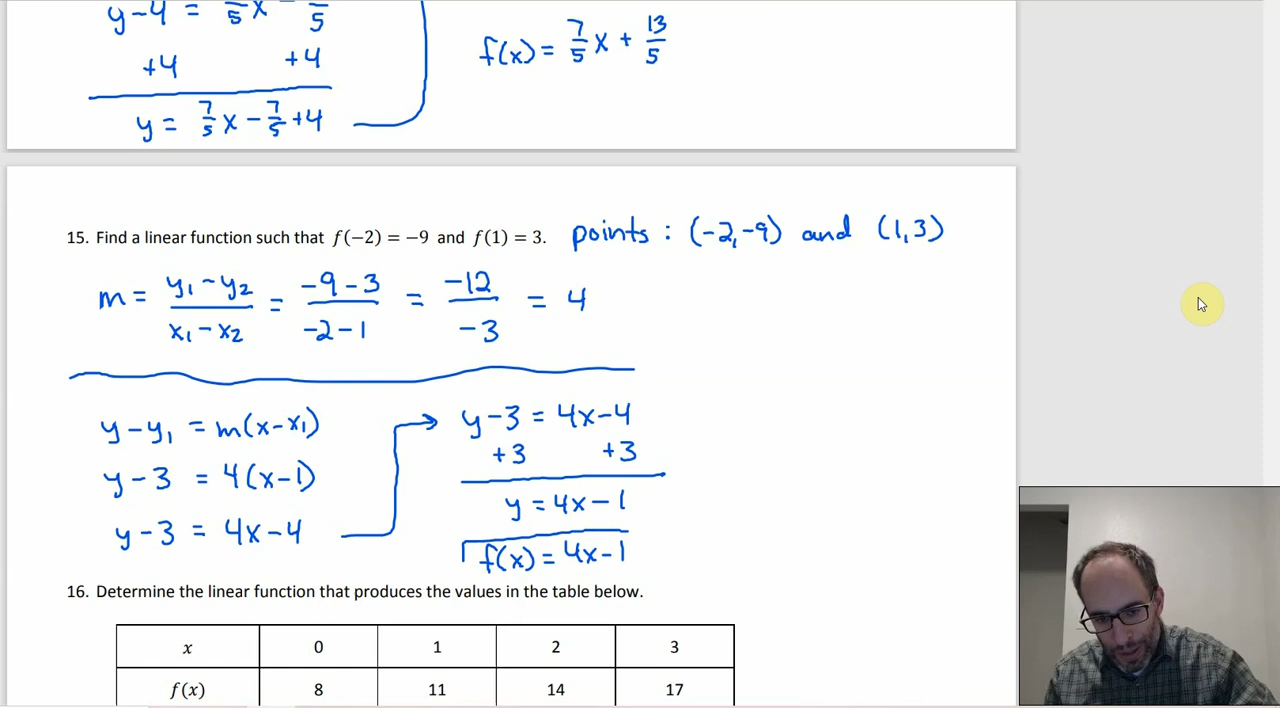 y-4 = 7/5 x - 7/5
+4 +4
y = 7/5 x - 7/5 + 4
f(x) = 7/5 x + 13/5
15. Find a linear function such that f(−2) = −9 and f(1) = 3. points : (-2,-9) and (1,3)
m = (y₁ - y₂)/(x₁ - x₂) = (-9 - 3)/(-2 - 1) = -12/-3 = 4
y - y₁ = m(x - x₁)
y - 3 = 4(x - 1)
y - 3 = 4x - 4
y - 3 = 4x - 4
+3 +3
y = 4x - 1
f(x) = 4x - 1
16. Determine the linear function that produces the values in the table below.
x 0 1 2 3
f(x) 8 11 14 17